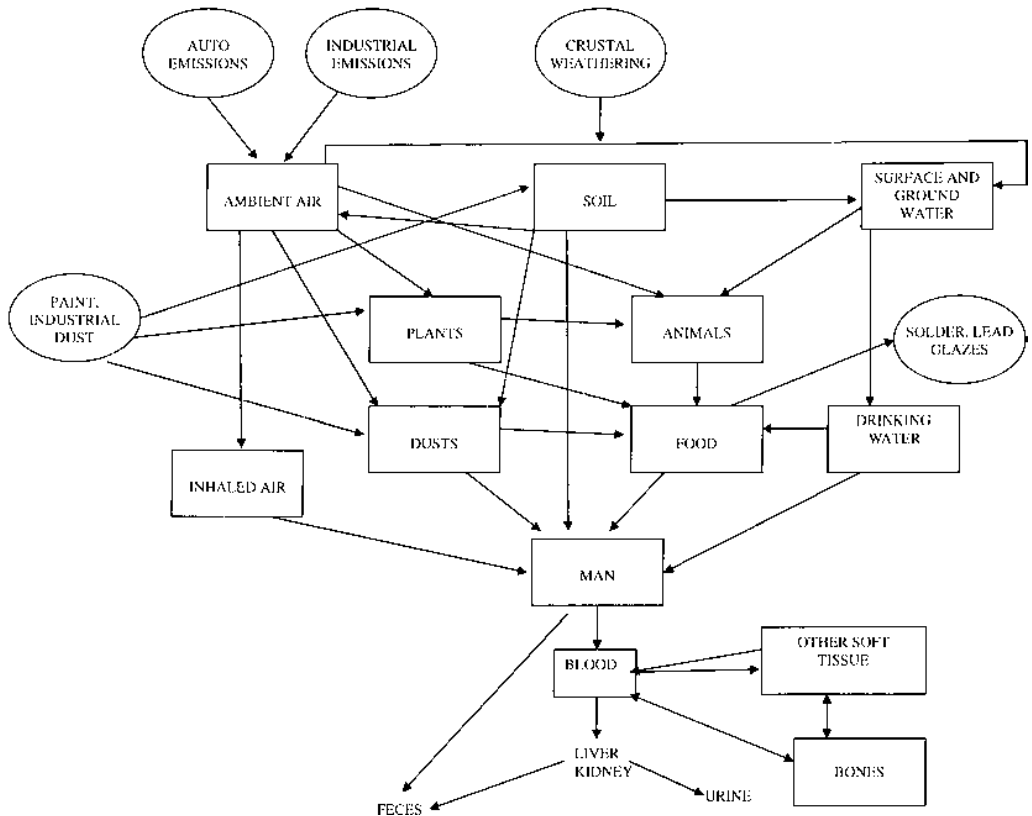 AUTO
EMISSIONS
INDUSTRIAL
EMISSIONS
CRUSTAL
WEATHERING
AMBIENT AIR
SOIL
SURFACE AND
GROUND
WATER
PAINT,
INDUSTRIAL
DUST
PLANTS
ANIMALS
SOLDER, LEAD
GLAZES
DUSTS
FOOD
DRINKING
WATER
INHALED AIR
MAN
BLOOD
OTHER SOFT
TISSUE
LIVER
KIDNEY
BONES
FECES
URINE